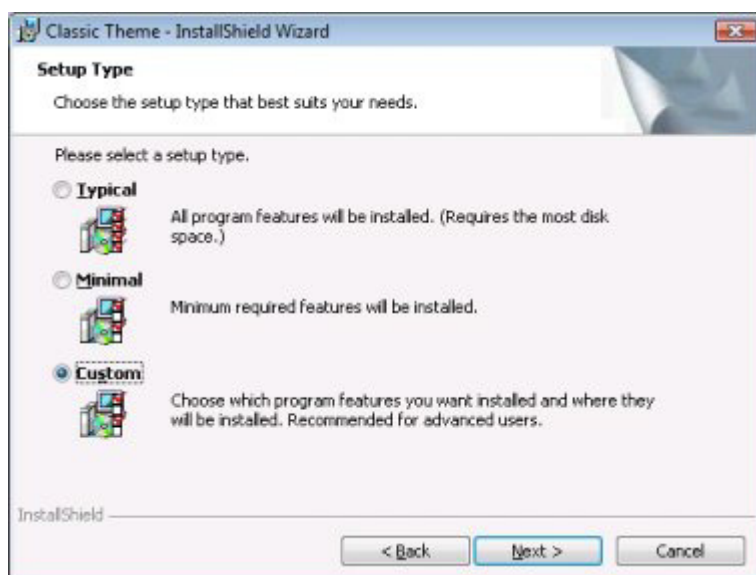 Classic Theme - InstallShield Wizard
Setup Type
Choose the setup type that best suits your needs.
Please select a setup type.
Typical
All program features will be installed. (Requires the most disk
space.)
Minimal
Minimum required features will be installed.
Custom
Choose which program features you want installed and where they
will be installed. Recommended for advanced users.
InstallShield
< Back
Next >
Cancel